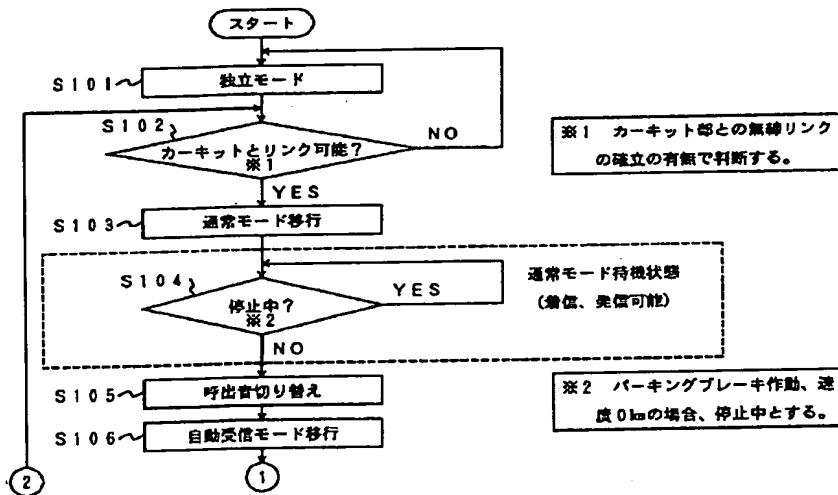 スタート
S101
独立モード
S102
カーキットとリンク可能？
※1
NO
※1 カーキット部との無線リンク
の確立の有無で判断する。
YES
S103
通常モード移行
S104
停止中？
※2
YES
通常モード待機状態
(着信、発信可能)
NO
S105
呼出音切り替え
※2 パーキングブレーキ作動、速
度0kmの場合、停止中とする。
S106
自動受信モード移行
2
1